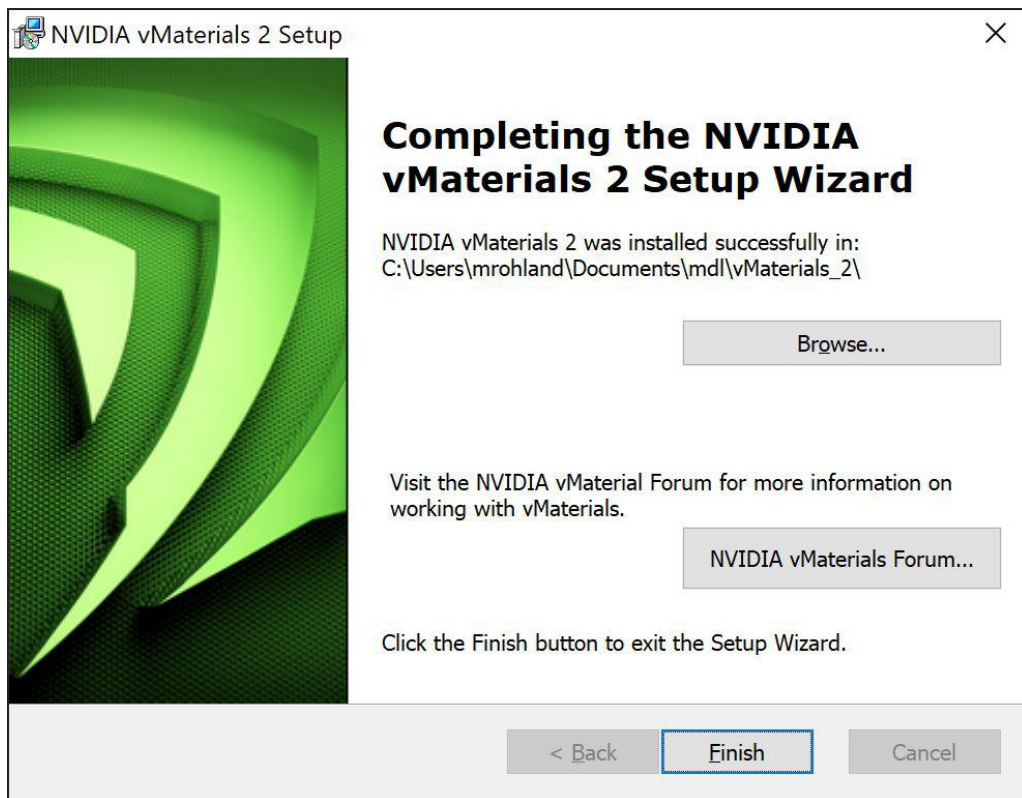 NVIDIA vMaterials 2 Setup
Completing the NVIDIA
vMaterials 2 Setup Wizard
NVIDIA vMaterials 2 was installed successfully in:
C:\Users\mrohland\Documents\mdl\vMaterials_2\
Browse...
Visit the NVIDIA vMaterial Forum for more information on
working with vMaterials.
NVIDIA vMaterials Forum...
Click the Finish button to exit the Setup Wizard.
< Back
Finish
Cancel